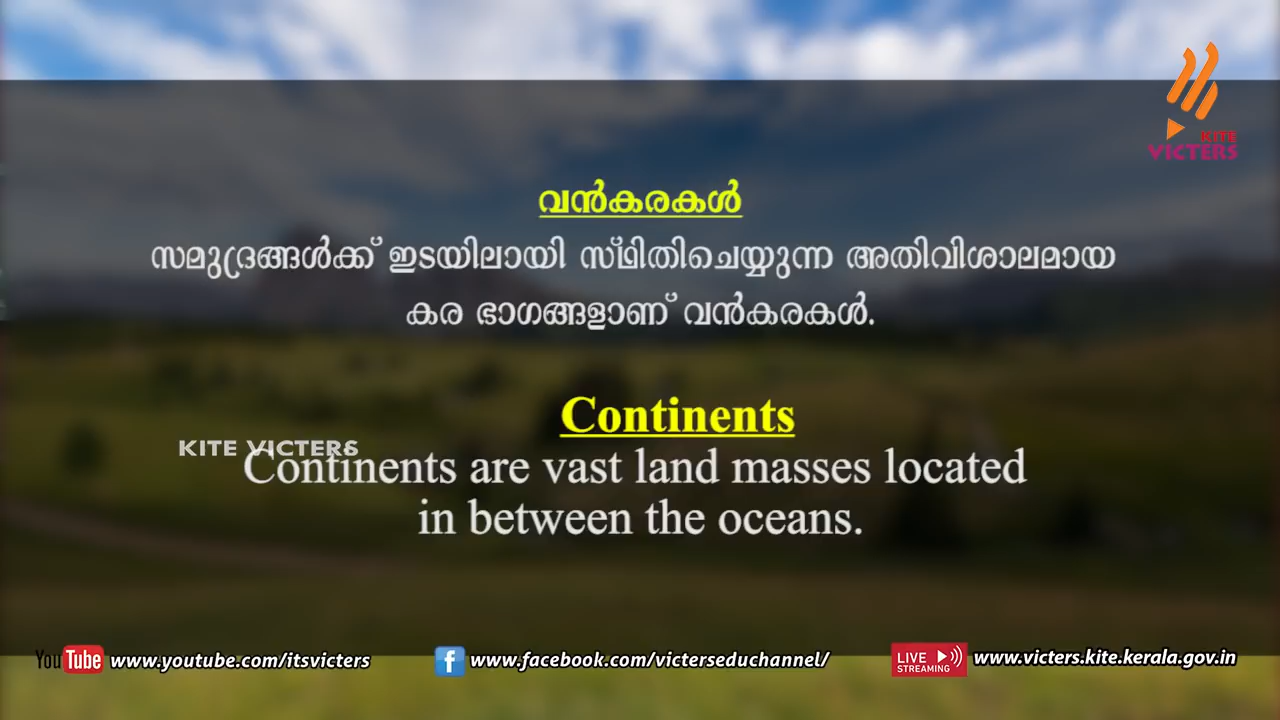 KITE
VICTERS
വൻകരകൾ
സമുദ്രങ്ങൾക്ക് ഇടയിലായി സ്ഥിതിചെയ്യുന്ന അതിവിശാലമായ
കര ഭാഗങ്ങളാണ് വൻകരകൾ.
Continents
KITE VICTERS
Continents are vast land masses located
in between the oceans.
YouTube www.youtube.com/itsvicters
f www.facebook.com/victerseduchannel/
LIVE STREAMING www.victers.kite.kerala.gov.in